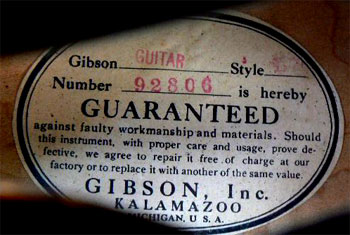 Gibson GUITAR Style
Number 92806 is hereby
GUARANTEED
against faulty workmanship and materials. Should
this instrument, with proper care and usage, prove de-
fective, we agree to repair it free of charge at our
factory or to replace it with another of the same value.
GIBSON, Inc.
KALAMAZOO
MICHIGAN, U. S. A.